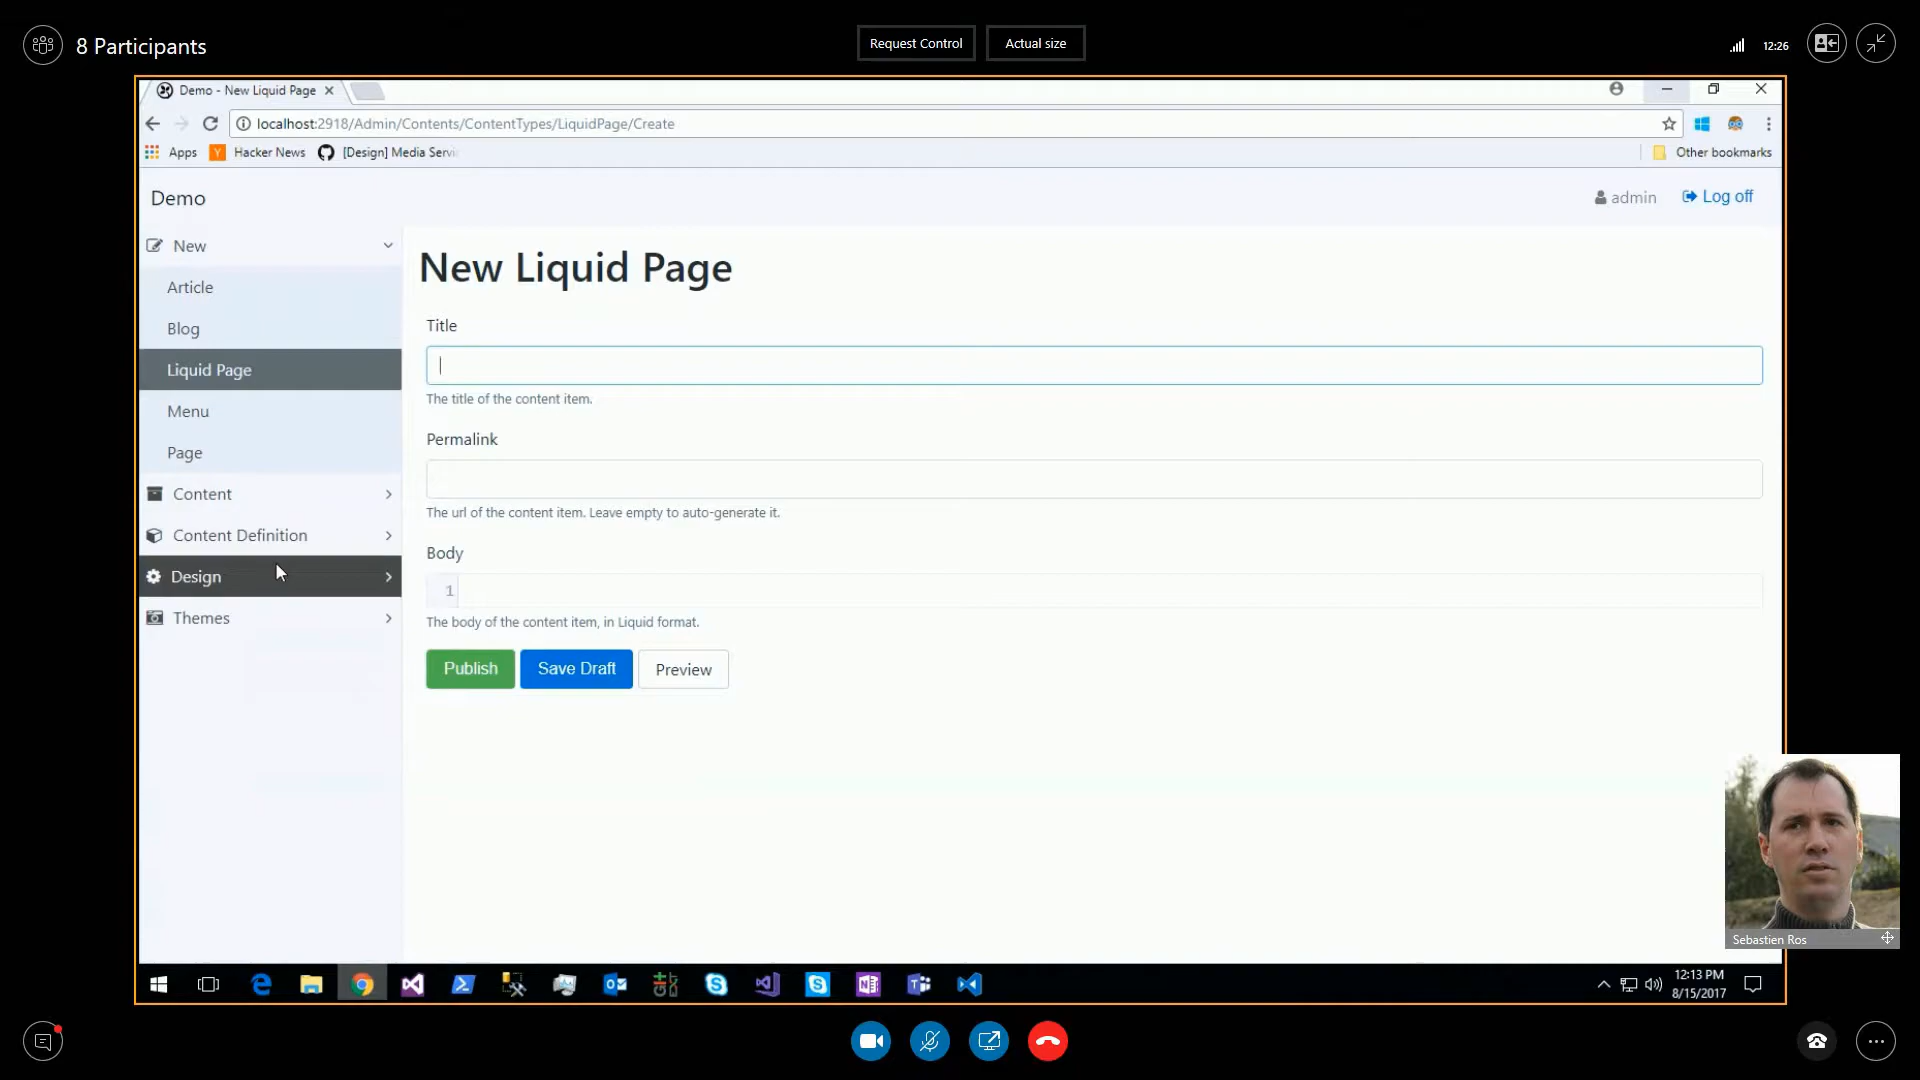 8 Participants
Request Control
Actual size
12:26
Demo - New Liquid Page
localhost:2918/Admin/Contents/ContentTypes/LiquidPage/Create
Apps
Hacker News
[Design] Media Servi
Other bookmarks
Demo
admin
Log off
New
Article
Blog
Liquid Page
Menu
Page
Content
Content Definition
Design
Themes
New Liquid Page
Title
The title of the content item.
Permalink
The url of the content item. Leave empty to auto-generate it.
Body
1
The body of the content item, in Liquid format.
Publish
Save Draft
Preview
Sebastien Ros
12:13 PM
8/15/2017